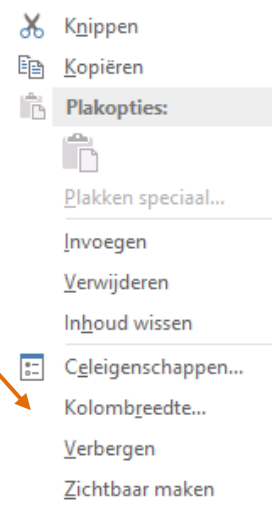 Knippen
Kopiëren
Plakopties:
Plakken speciaal...
Invoegen
Verwijderen
Inhoud wissen
Celeigenschappen...
Kolombreedte...
Verbergen
Zichtbaar maken